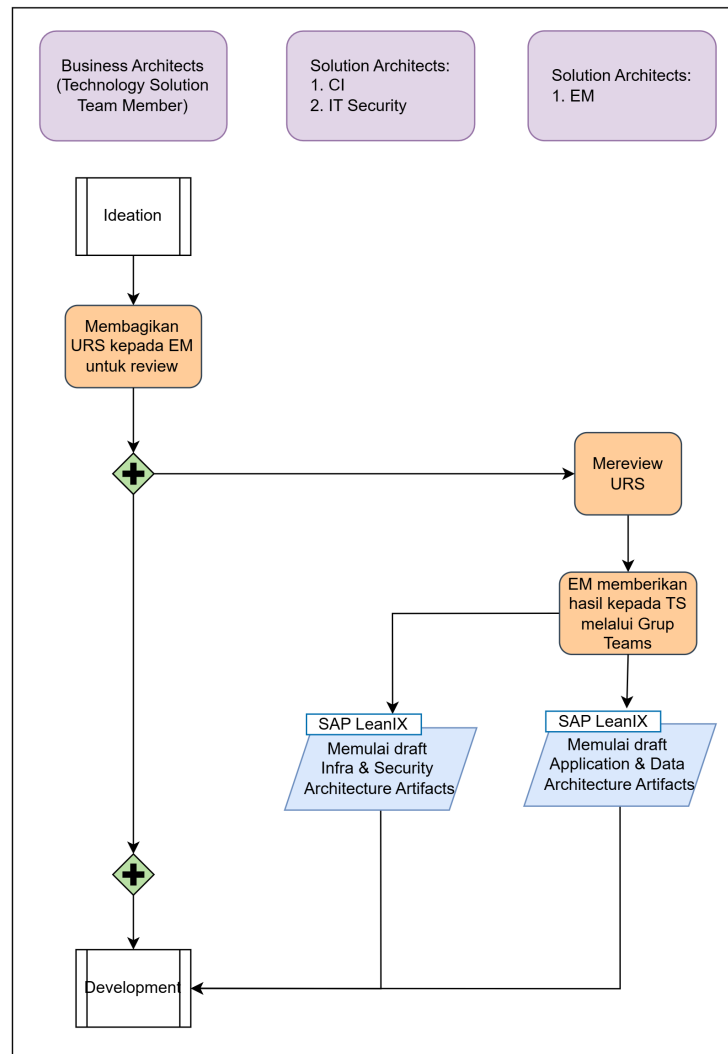 Business Architects
(Technology Solution
Team Member)
Solution Architects:
1. CI
2. IT Security
Solution Architects:
1. EM
Ideation
Membagikan
URS kepada EM
untuk review
Mereview
URS
EM memberikan
hasil kepada TS
melalui Grup
Teams
SAP LeanIX
Memulai draft
Infra & Security
Architecture Artifacts
SAP LeanIX
Memulai draft
Application & Data
Architecture Artifacts
Development